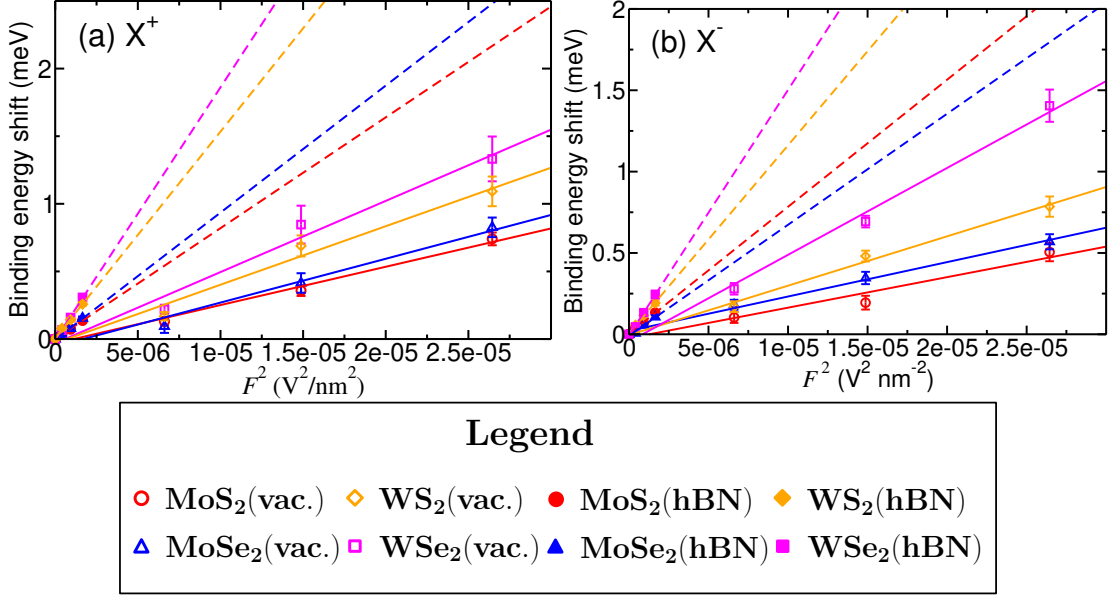 (a) X⁺
Binding energy shift (meV)
2
1
0
5e-06 1e-05 1.5e-05 2e-05 2.5e-05
F² (V²/nm²)
(b) X⁻
Binding energy shift (meV)
2
1.5
1
0.5
0
5e-06 1e-05 1.5e-05 2e-05 2.5e-05
F² (V² nm⁻²)
Legend
MoS₂(vac.) WS₂(vac.) MoS₂(hBN) WS₂(hBN)
MoSe₂(vac.) WSe₂(vac.) MoSe₂(hBN) WSe₂(hBN)